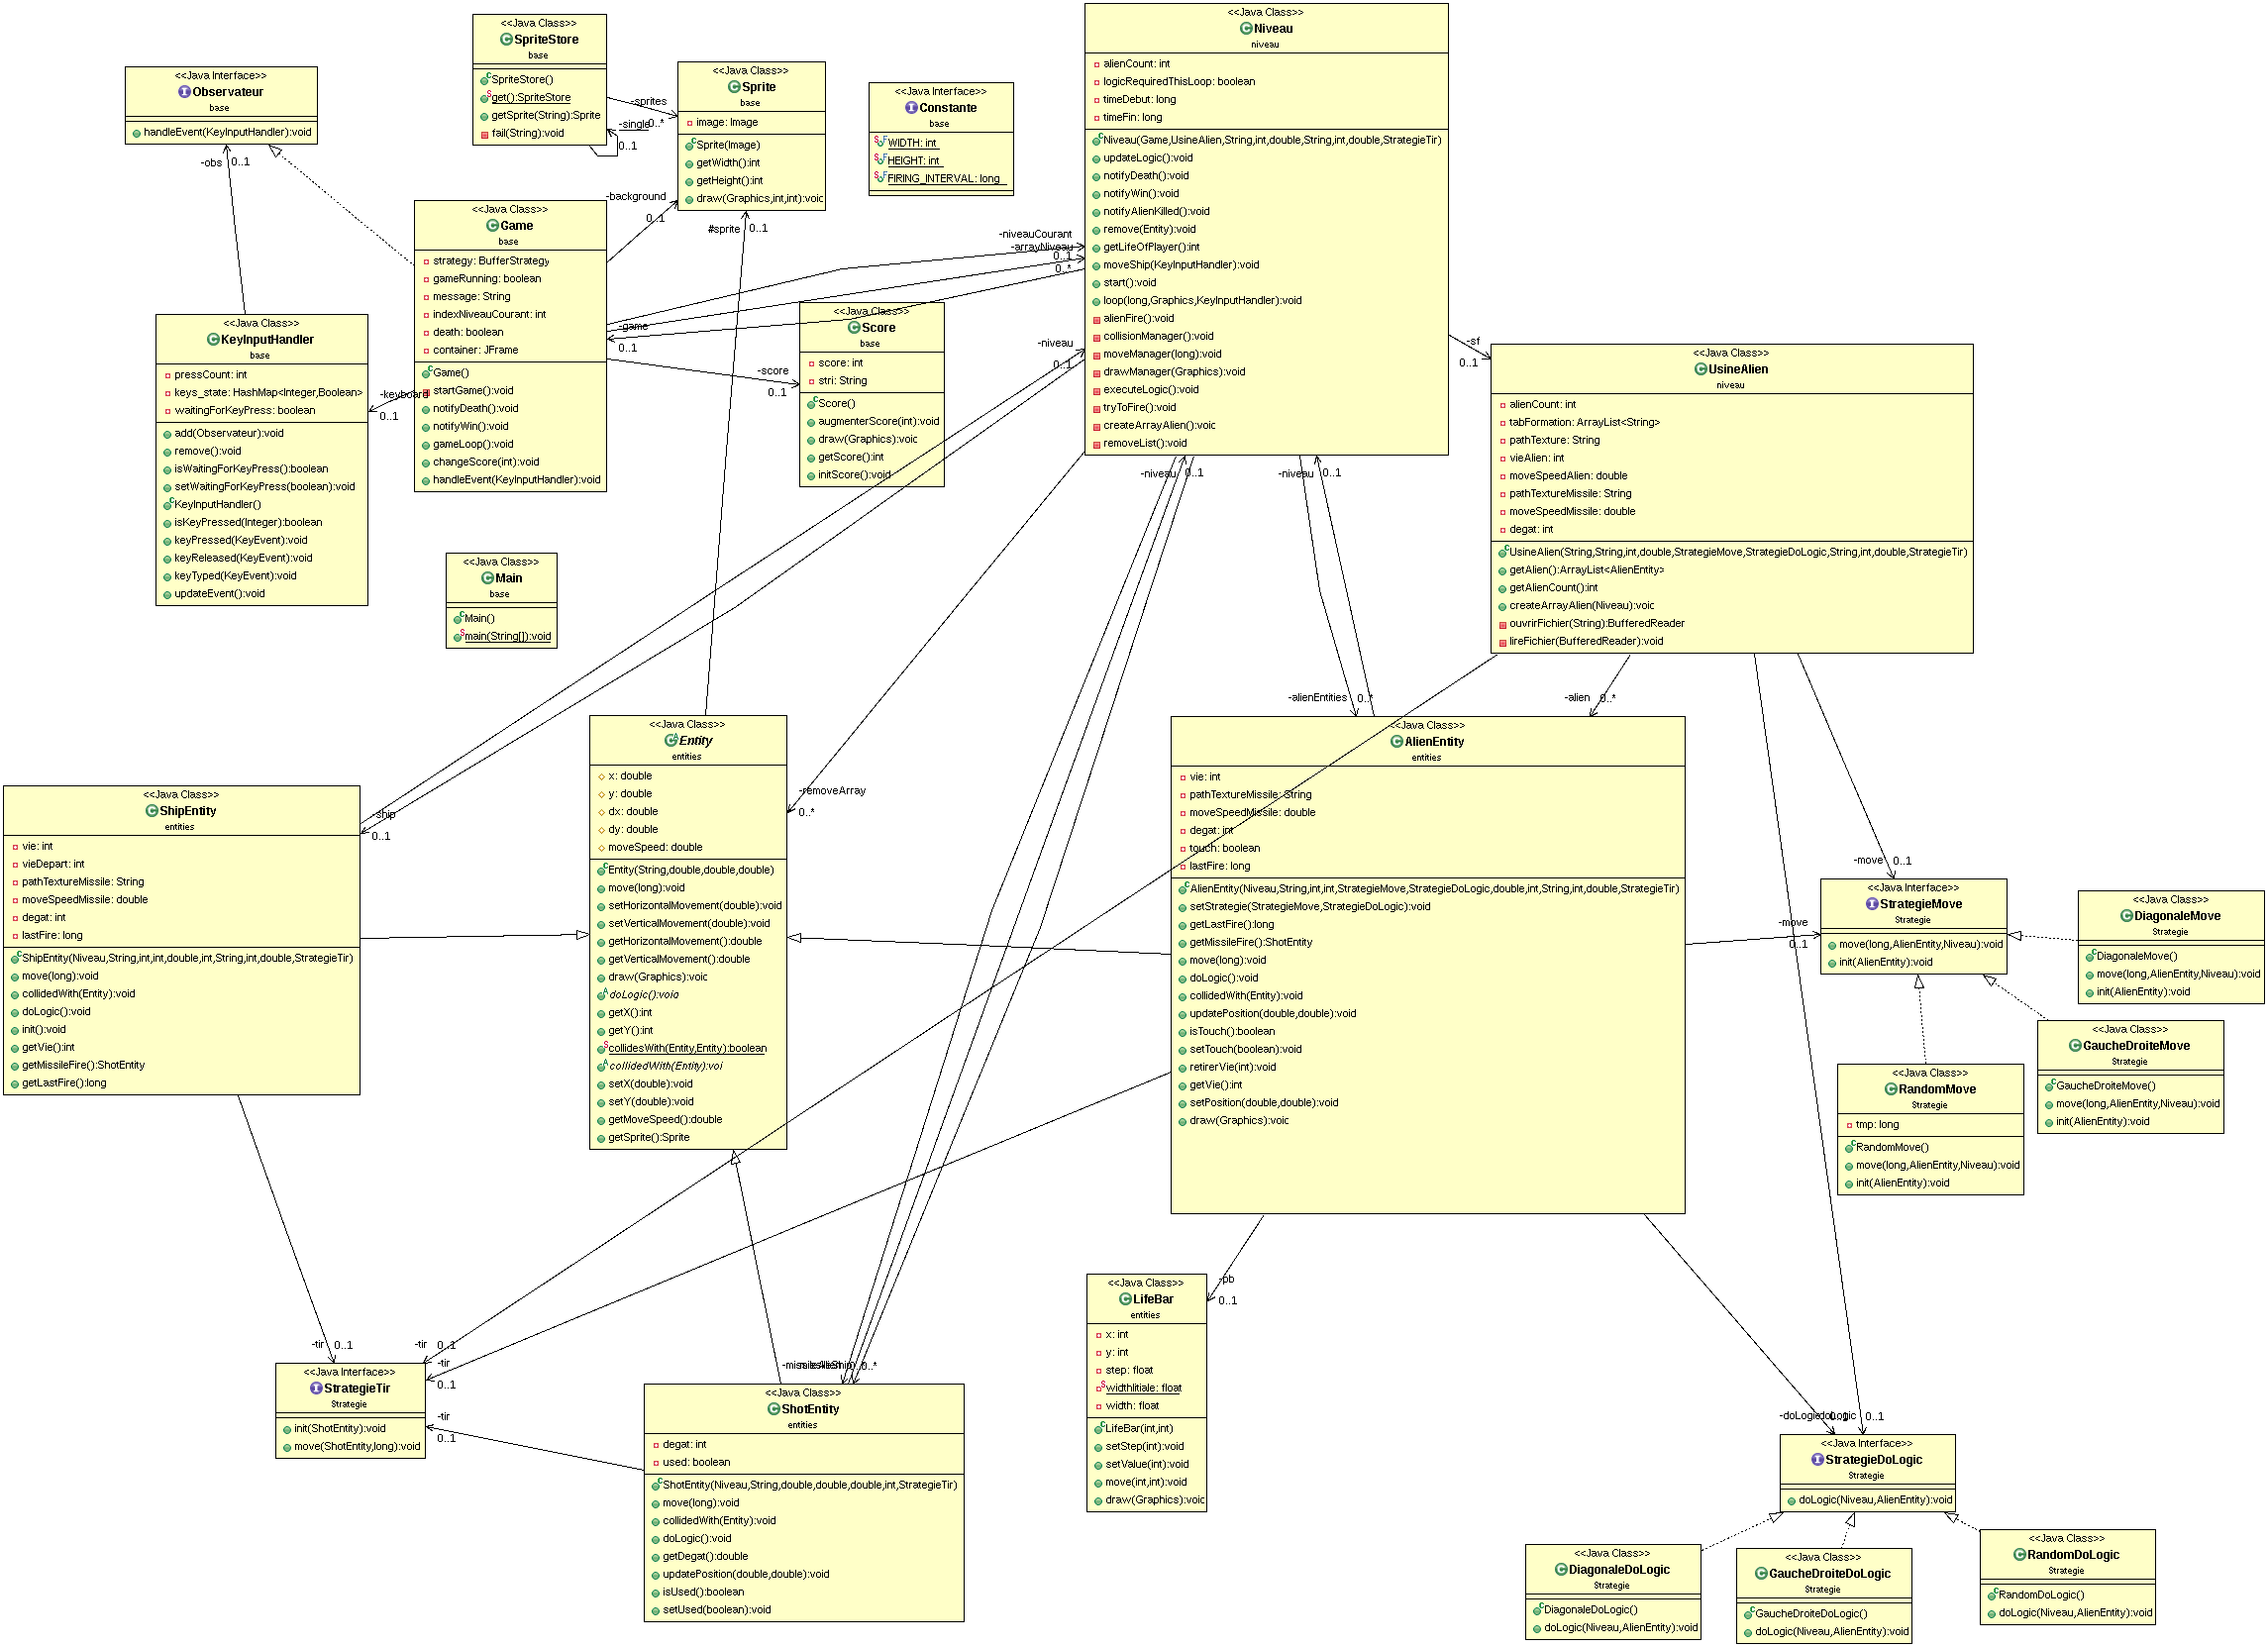 <<Java Class>>
SpriteStore
base
SpriteStore()
get():SpriteStore
getSprite(String):Sprite
fail(String):void
-sprites
0..*
-single
0..1
<<Java Class>>
Sprite
base
image: Image
Sprite(Image)
getWidth():int
getHeight():int
draw(Graphics,int,int):voic
<<Java Interface>>
Observateur
base
handleEvent(KeyInputHandler):void
-obs
0..1
<<Java Interface>>
Constante
base
WIDTH: int
HEIGHT: int
FIRING_INTERVAL: long
<<Java Class>>
Niveau
niveau
alienCount: int
logicRequiredThisLoop: boolean
timeDebut: long
timeFin: long
Niveau(Game,UsineAlien,String,int,double,String,int,double,StrategieTir)
updateLogic():void
notifyDeath():void
notifyWin():void
notifyAlienKilled():void
remove(Entity):void
getLifeOfPlayer():int
moveShip(KeyInputHandler):void
start():void
loop(long,Graphics,KeyInputHandler):void
alienFire():void
collisionManager():void
moveManager(long):void
drawManager(Graphics):void
executeLogic():void
tryToFire():void
createArrayAlien():voic
removeList():void
<<Java Class>>
Game
base
strategy: BufferStrategy
gameRunning: boolean
message: String
indexNiveauCourant: int
death: boolean
container: JFrame
Game()
startGame():void
notifyDeath():void
notifyWin():void
gameLoop():void
changeScore(int):void
handleEvent(KeyInputHandler):void
-background
0..1
#sprite
0..1
-niveauCourant
-arrayNiveau
0..1
0..*
-game
0..1
-score
0..1
-keyboard
0..1
<<Java Class>>
KeyInputHandler
base
pressCount: int
keys_state: HashMap<Integer,Boolean>
waitingForKeyPress: boolean
add(Observateur):void
remove():void
isWaitingForKeyPress():boolean
setWaitingForKeyPress(boolean):void
KeyInputHandler()
isKeyPressed(Integer):boolean
keyPressed(KeyEvent):void
keyReleased(KeyEvent):void
keyTyped(KeyEvent):void
updateEvent():void
<<Java Class>>
Score
base
score: int
stri: String
Score()
augmenterScore(int):void
draw(Graphics):voic
getScore():int
initScore():void
-niveau
0..1
-sf
0..1
<<Java Class>>
UsineAlien
niveau
alienCount: int
tabFormation: ArrayList<String>
pathTexture: String
vieAlien: int
moveSpeedAlien: double
pathTextureMissile: String
moveSpeedMissile: double
degat: int
UsineAlien(String,String,int,double,StrategieMove,StrategieDoLogic,String,int,double,StrategieTir)
getAlien():ArrayList<AlienEntity>
getAlienCount():int
createArrayAlien(Niveau):voic
ouvrirFichier(String):BufferedReader
lireFichier(BufferedReader):void
<<Java Class>>
Main
base
Main()
main(String[]):void
-niveau
0..1
-niveau
0..1
-alienEntities
0..*
-alien
0..*
<<Java Class>>
Entity
entities
x: double
y: double
dx: double
dy: double
moveSpeed: double
Entity(String,double,double,double)
move(long):void
setHorizontalMovement(double):void
setVerticalMovement(double):void
getHorizontalMovement():double
getVerticalMovement():double
draw(Graphics):voic
doLogic():void
getX():int
getY():int
collidesWith(Entity,Entity):boolean
collidedWith(Entity):voi
setX(double):void
setY(double):void
getMoveSpeed():double
getSprite():Sprite
-removeArray
0..*
<<Java Class>>
ShipEntity
entities
vie: int
vieDepart: int
pathTextureMissile: String
moveSpeedMissile: double
degat: int
lastFire: long
ShipEntity(Niveau,String,int,int,double,int,String,int,double,StrategieTir)
move(long):void
collidedWith(Entity):void
doLogic():void
init():void
getVie():int
getMissileFire():ShotEntity
getLastFire():long
-ship
0..1
<<Java Class>>
AlienEntity
entities
vie: int
pathTextureMissile: String
moveSpeedMissile: double
degat: int
touch: boolean
lastFire: long
AlienEntity(Niveau,String,int,int,StrategieMove,StrategieDoLogic,double,int,String,int,double,StrategieTir)
setStrategie(StrategieMove,StrategieDoLogic):void
getLastFire():long
getMissileFire():ShotEntity
move(long):void
doLogic():void
collidedWith(Entity):void
updatePosition(double,double):void
isTouch():boolean
setTouch(boolean):void
retirerVie(int):void
getVie():int
setPosition(double,double):void
draw(Graphics):voic
-move
0..1
-move
0..1
<<Java Interface>>
StrategieMove
Strategie
move(long,AlienEntity,Niveau):void
init(AlienEntity):void
<<Java Class>>
DiagonaleMove
Strategie
DiagonaleMove()
move(long,AlienEntity,Niveau):void
init(AlienEntity):void
<<Java Class>>
GaucheDroiteMove
Strategie
GaucheDroiteMove()
move(long,AlienEntity,Niveau):void
init(AlienEntity):void
<<Java Class>>
RandomMove
Strategie
tmp: long
RandomMove()
move(long,AlienEntity,Niveau):void
init(AlienEntity):void
-pb
0..1
<<Java Class>>
LifeBar
entities
x: int
y: int
step: float
widthIitiale: float
width: float
LifeBar(int,int)
setStep(int):void
setValue(int):void
move(int,int):void
draw(Graphics):voic
-tir
0..1
-tir
0..1
-tir
0..1
-tir
0..1
<<Java Interface>>
StrategieTir
Strategie
init(ShotEntity):void
move(ShotEntity,long):void
0..*
<<Java Class>>
ShotEntity
entities
degat: int
used: boolean
ShotEntity(Niveau,String,double,double,double,int,StrategieTir)
move(long):void
collidedWith(Entity):void
doLogic():void
getDegat():double
updatePosition(double,double):void
isUsed():boolean
setUsed(boolean):void
-doLogic
0..1
<<Java Interface>>
StrategieDoLogic
Strategie
doLogic(Niveau,AlienEntity):void
<<Java Class>>
DiagonaleDoLogic
Strategie
DiagonaleDoLogic()
doLogic(Niveau,AlienEntity):void
<<Java Class>>
GaucheDroiteDoLogic
Strategie
GaucheDroiteDoLogic()
doLogic(Niveau,AlienEntity):void
<<Java Class>>
RandomDoLogic
Strategie
RandomDoLogic()
doLogic(Niveau,AlienEntity):void